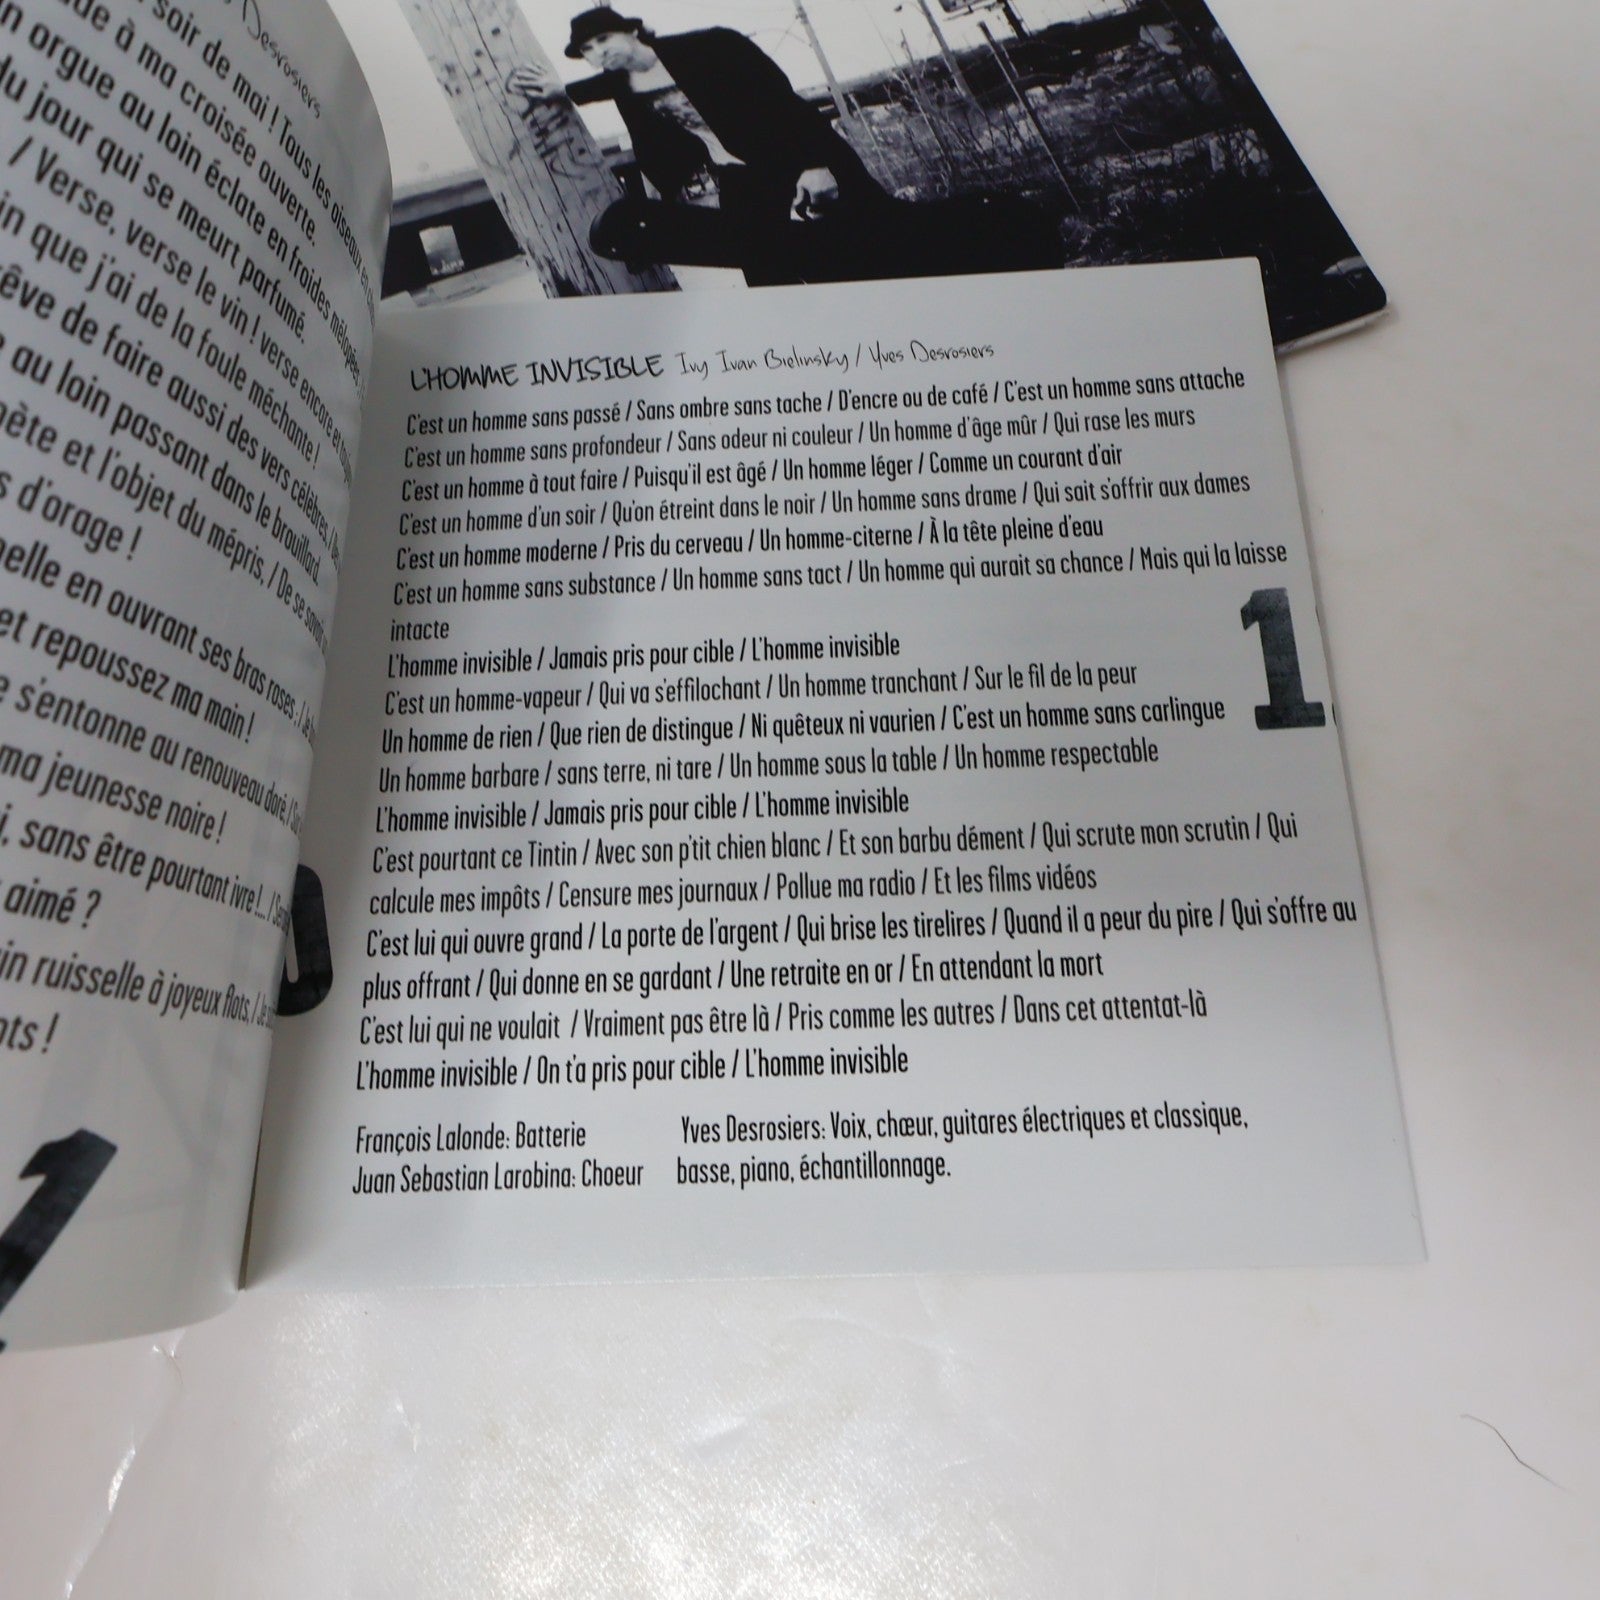 Desrosiers
soir de mai ! Tous les oiseaux en
à ma croisée ouverte.
orgue au loin éclate en froides mélopées;
du jour qui se meurt parfumé.
/ Verse, verse le vin ! verse encore et toujours
que j'ai de la foule méchante !
de faire aussi des vers célèbres, /
au loin passant dans le brouillard.
et l'objet du mépris, / De se savoir
d'orage !
en ouvrant ses bras roses; / Je
et repoussez ma main !
s'entonne au renouveau doré, /
ma jeunesse noire !
sans être pourtant ivre !... /
aimé ?
ruisselle à joyeux flots, / Je
!
1
0
L'HOMME INVISIBLE Ivy Ivan Bielinsky / Yves Desrosiers
C'est un homme sans passé / Sans ombre sans tache / D'encre ou de café / C'est un homme sans attache
C'est un homme sans profondeur / Sans odeur ni couleur / Un homme d'âge mûr / Qui rase les murs
C'est un homme à tout faire / Puisqu'il est âgé / Un homme léger / Comme un courant d'air
C'est un homme d'un soir / Qu'on étreint dans le noir / Un homme sans drame / Qui sait s'offrir aux dames
C'est un homme moderne / Pris du cerveau / Un homme-citerne / À la tête pleine d'eau
C'est un homme sans substance / Un homme sans tact / Un homme qui aurait sa chance / Mais qui la laisse
intacte
L'homme invisible / Jamais pris pour cible / L'homme invisible
C'est un homme-vapeur / Qui va s'effilochant / Un homme tranchant / Sur le fil de la peur
Un homme de rien / Que rien de distingue / Ni quêteux ni vaurien / C'est un homme sans carlingue
Un homme barbare / sans terre, ni tare / Un homme sous la table / Un homme respectable
L'homme invisible / Jamais pris pour cible / L'homme invisible
C'est pourtant ce Tintin / Avec son p'tit chien blanc / Et son barbu dément / Qui scrute mon scrutin / Qui
calcule mes impôts / Censure mes journaux / Pollue ma radio / Et les films vidéos
C'est lui qui ouvre grand / La porte de l'argent / Qui brise les tirelires / Quand il a peur du pire / Qui s'offre au
plus offrant / Qui donne en se gardant / Une retraite en or / En attendant la mort
C'est lui qui ne voulait / Vraiment pas être là / Pris comme les autres / Dans cet attentat-là
L'homme invisible / On t'a pris pour cible / L'homme invisible
François Lalonde: Batterie
Juan Sebastian Larobina: Choeur
Yves Desrosiers: Voix, chœur, guitares électriques et classique,
basse, piano, échantillonnage.
1